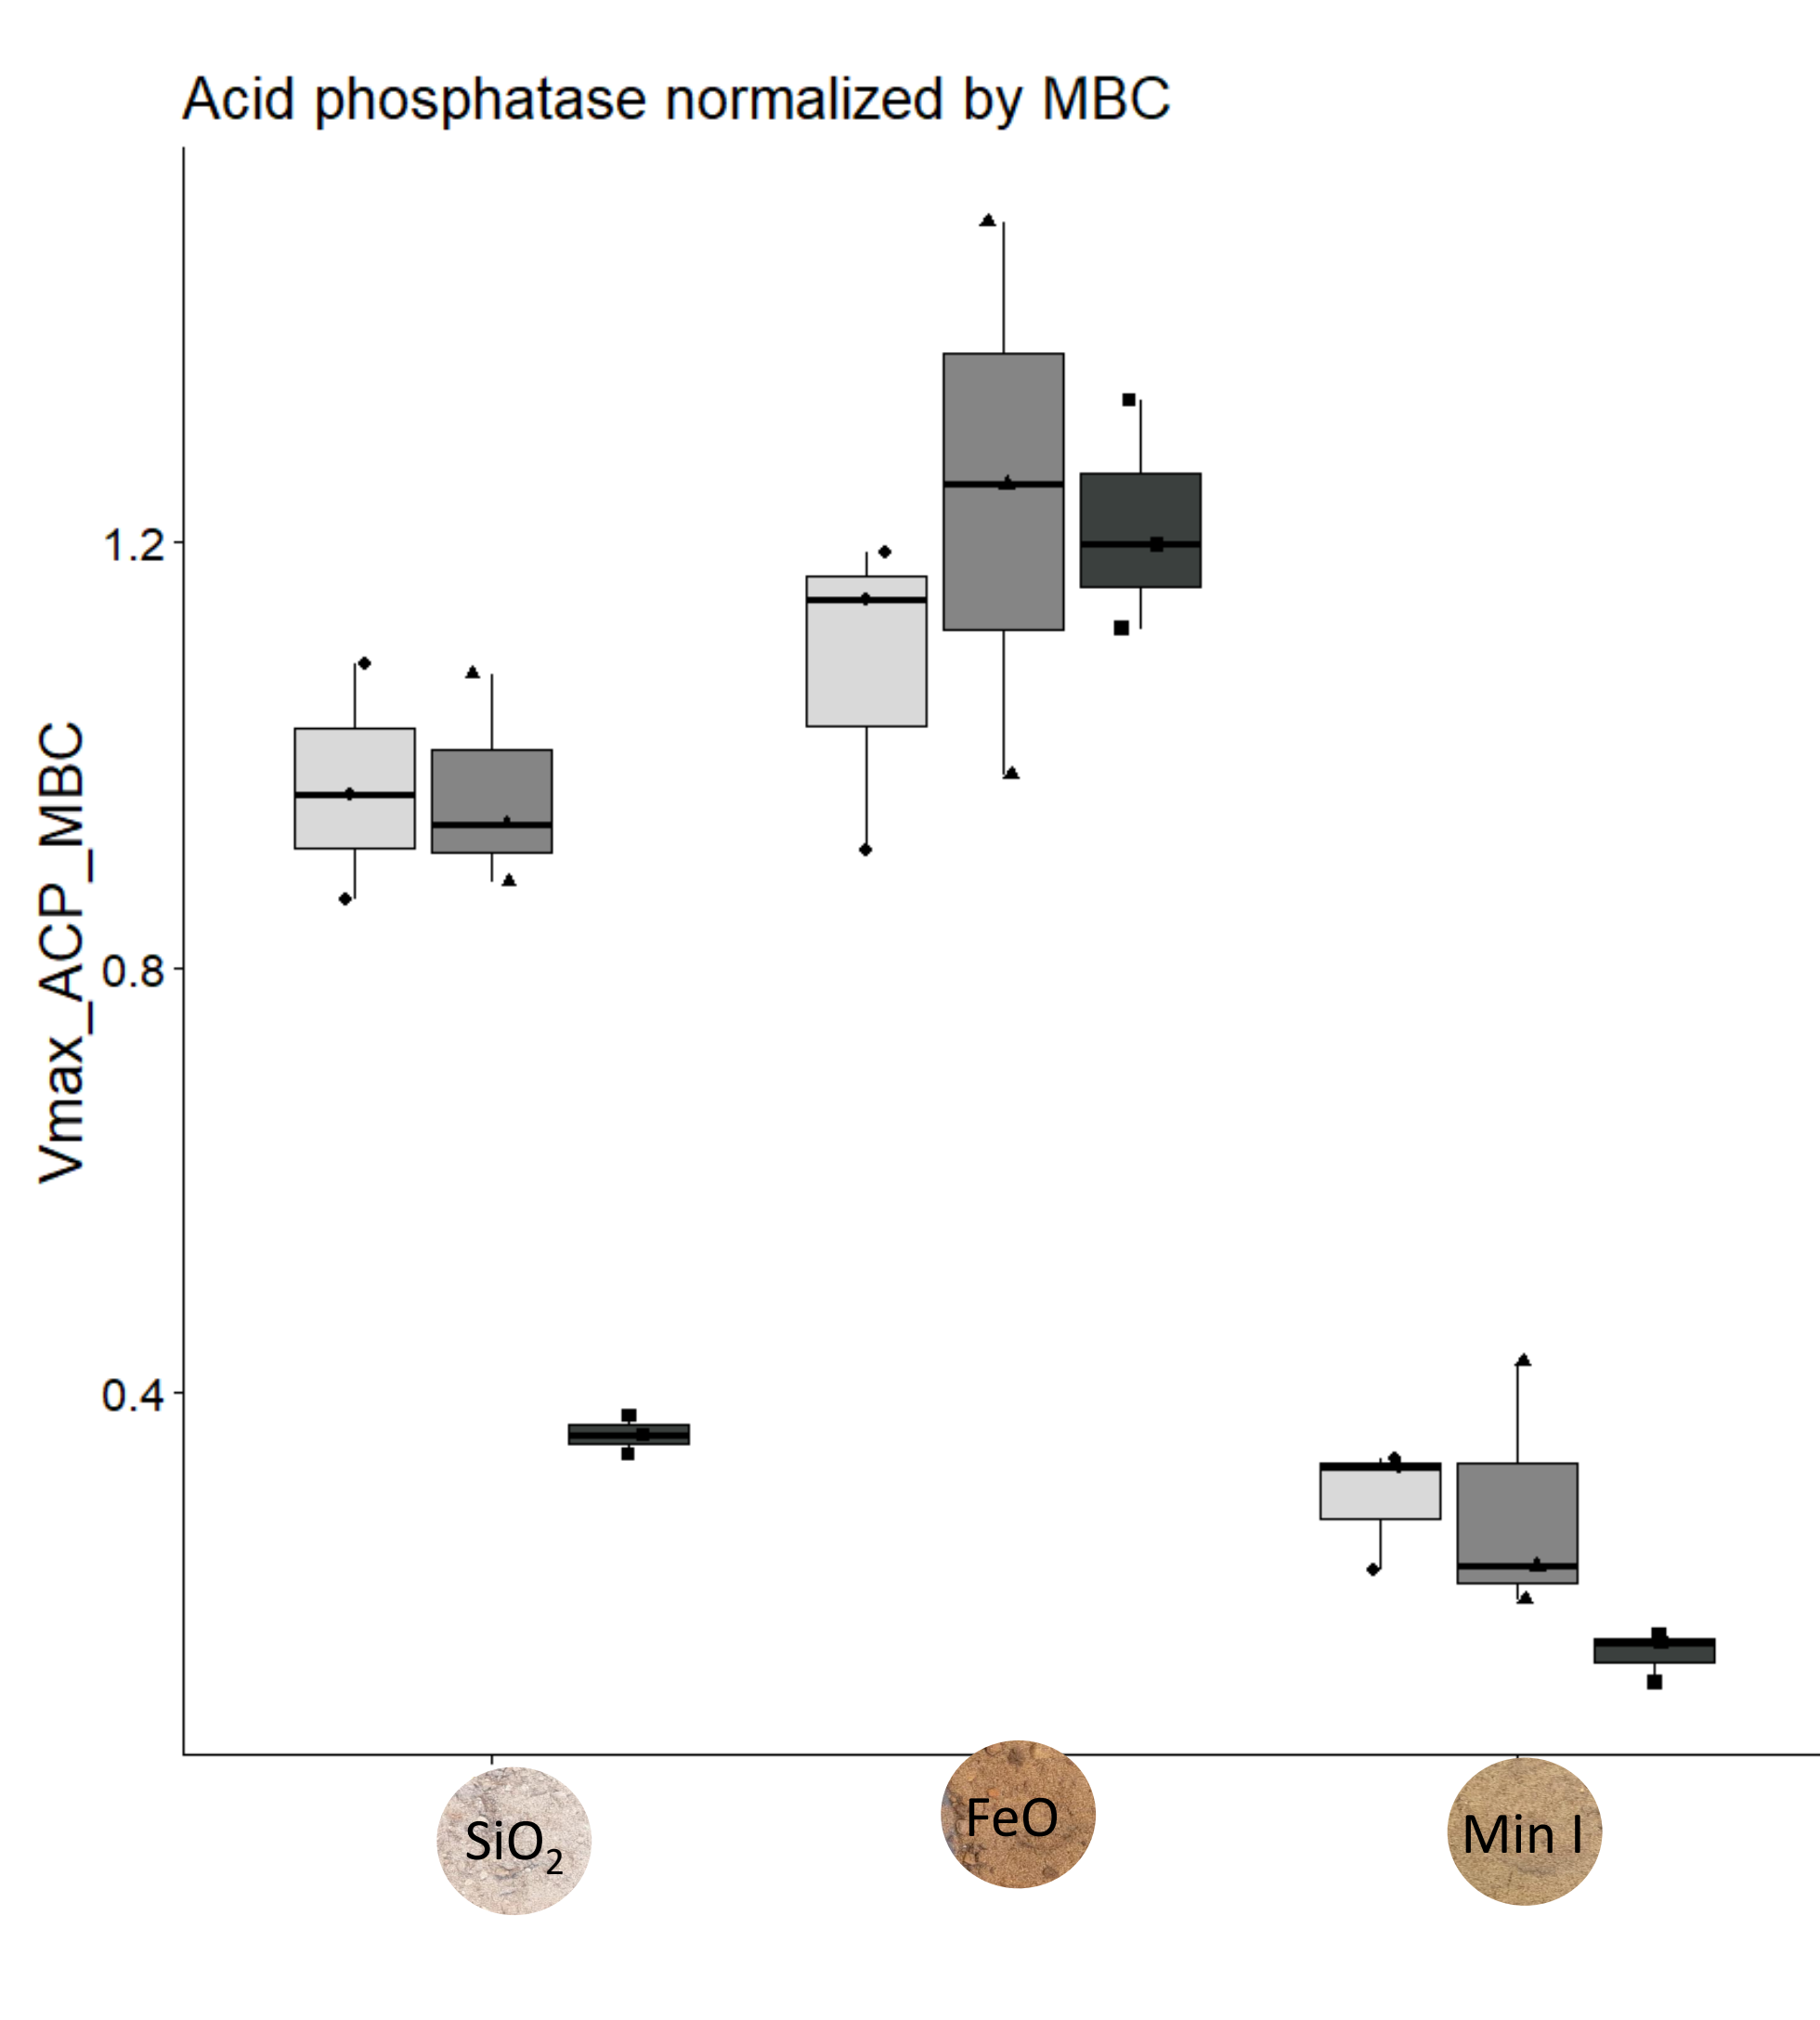 Acid phosphatase normalized by MBC
Vmax_ACP_MBC
1.2
0.8
0.4
SiO₂
FeO
Min I